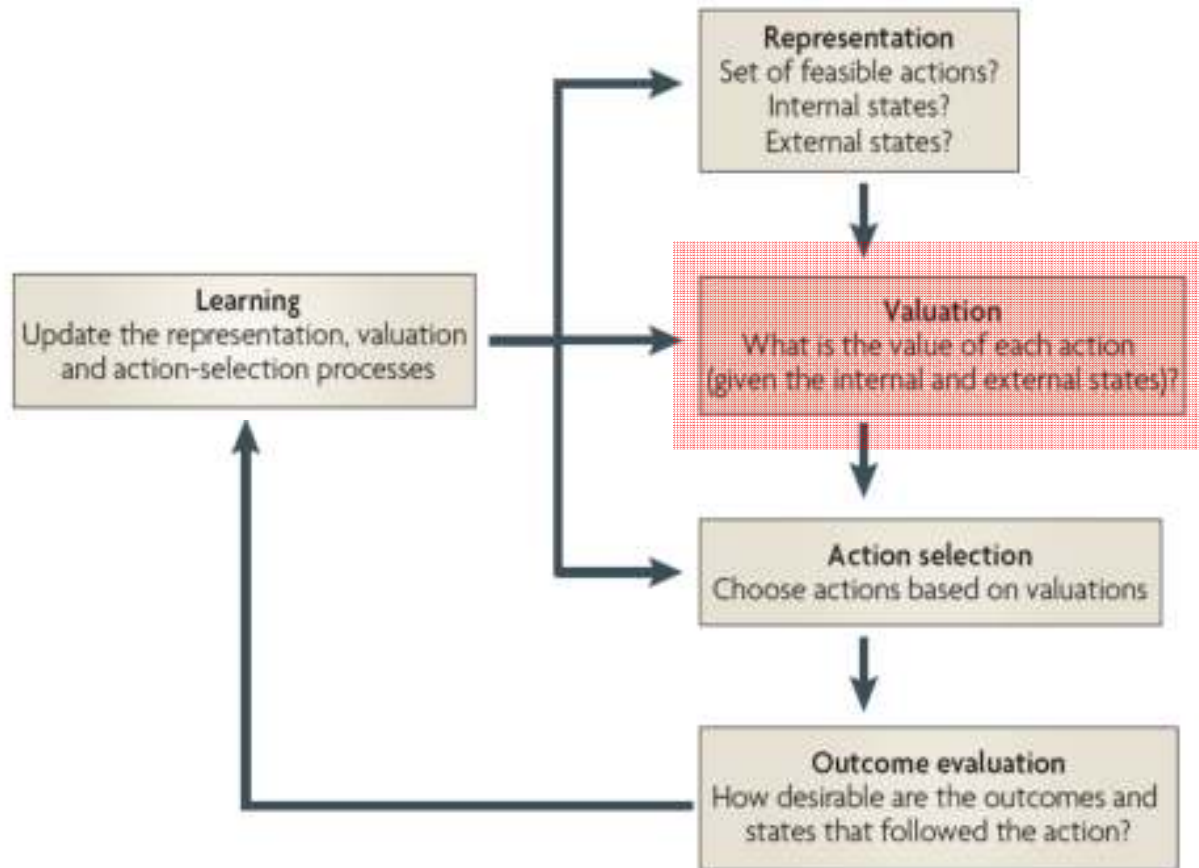 Representation
Set of feasible actions?
Internal states?
External states?
Learning
Update the representation, valuation
and action-selection processes
Valuation
What is the value of each action
(given the internal and external states)?
Action selection
Choose actions based on valuations
Outcome evaluation
How desirable are the outcomes and
states that followed the action?